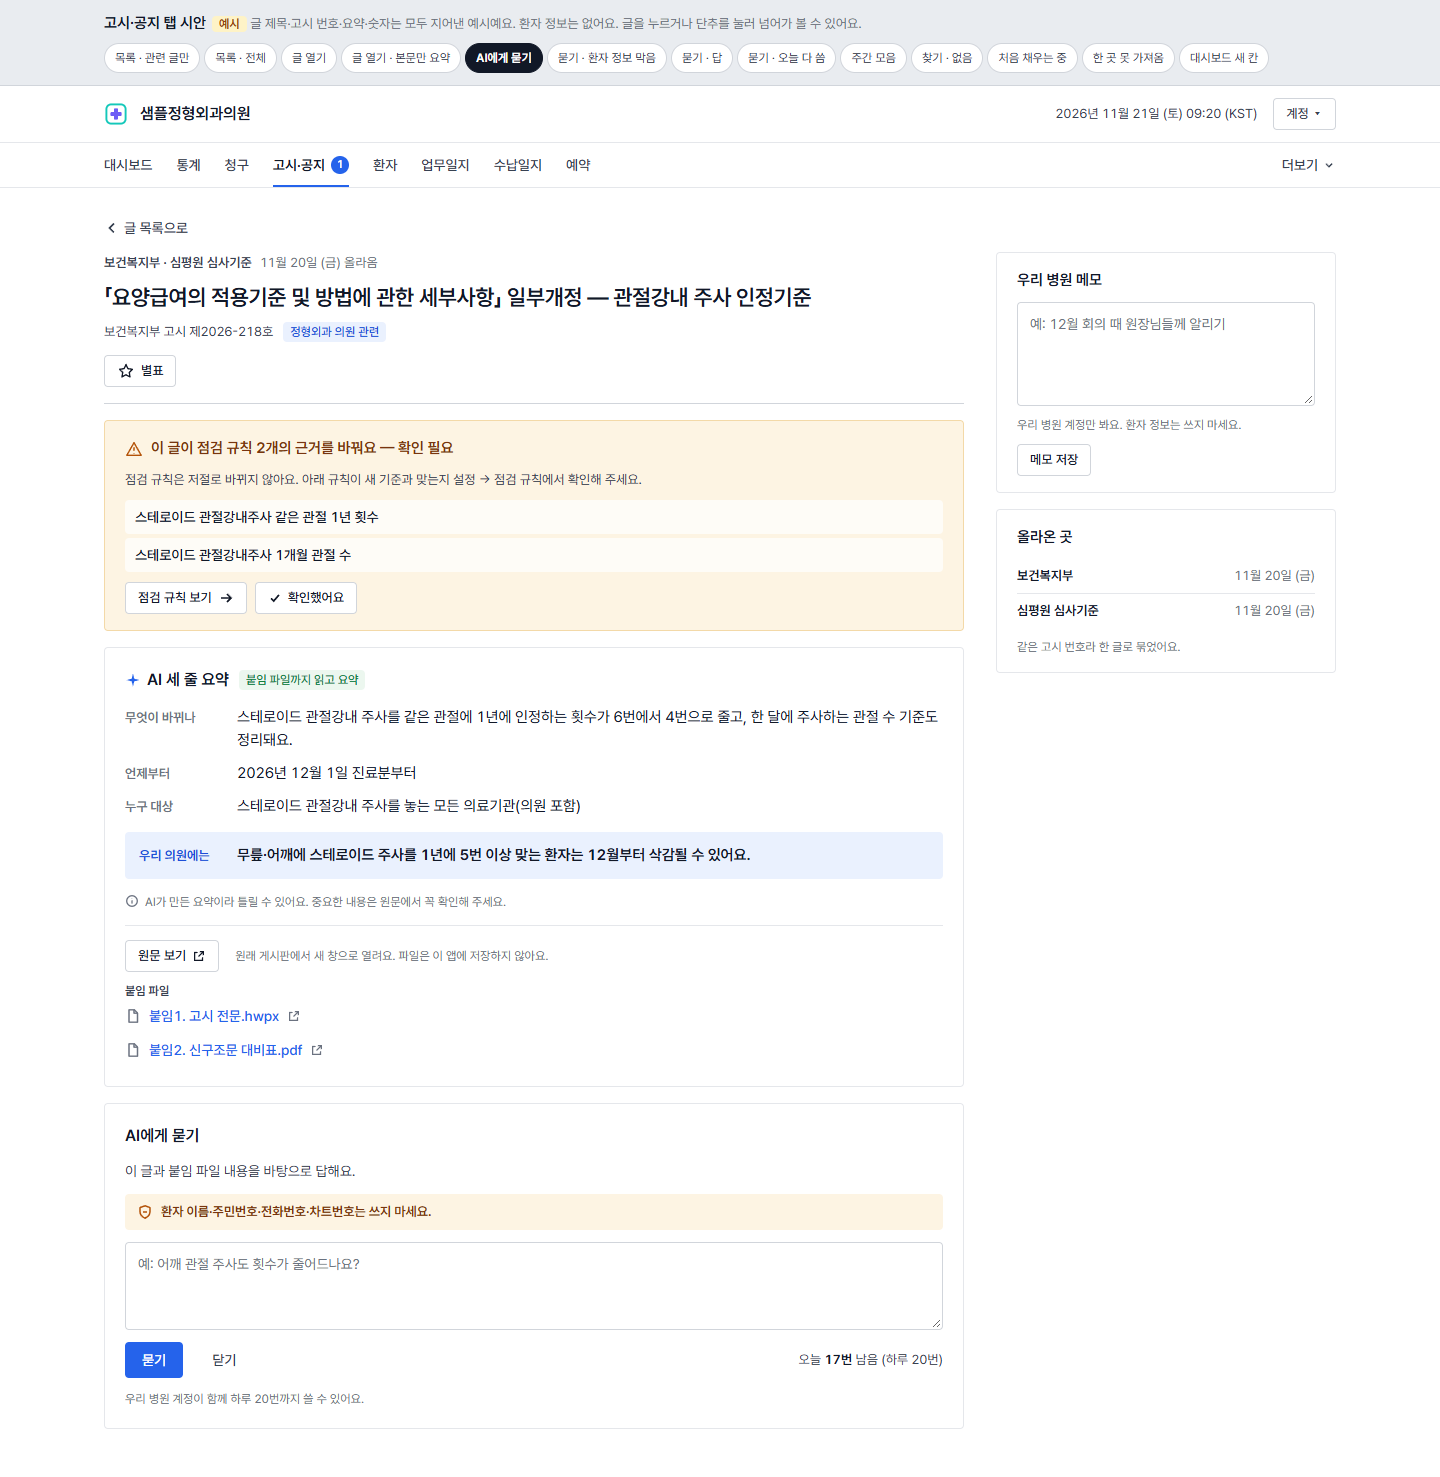 고시·공지 탭 시안 예시 글 제목·고시 번호·요약·숫자는 모두 지어낸 예시예요. 환자 정보는 없어요. 글을 누르거나 단추를 눌러 넘어가 볼 수 있어요.
목록 · 관련 글만 목록 · 전체 글 열기 글 열기 · 본문만 요약 AI에게 묻기 묻기 · 환자 정보 막음 묻기 · 답 묻기 · 오늘 다 씀 주간 모음 찾기 · 없음 처음 채우는 중 한 곳 못 가져옴 대시보드 새 칸
샘플정형외과의원 2026년 11월 21일 (토) 09:20 (KST) 계정
대시보드 통계 청구 고시·공지 1 환자 업무일지 수납일지 예약 더보기
글 목록으로
보건복지부 · 심평원 심사기준 11월 20일 (금) 올라옴
「요양급여의 적용기준 및 방법에 관한 세부사항」 일부개정 — 관절강내 주사 인정기준
보건복지부 고시 제2026-218호 정형외과 의원 관련
별표
이 글이 점검 규칙 2개의 근거를 바꿔요 — 확인 필요
점검 규칙은 저절로 바뀌지 않아요. 아래 규칙이 새 기준과 맞는지 설정 → 점검 규칙에서 확인해 주세요.
스테로이드 관절강내주사 같은 관절 1년 횟수
스테로이드 관절강내주사 1개월 관절 수
점검 규칙 보기 → 확인했어요
AI 세 줄 요약 붙임 파일까지 읽고 요약
무엇이 바뀌나 스테로이드 관절강내 주사를 같은 관절에 1년에 인정하는 횟수가 6번에서 4번으로 줄고, 한 달에 주사하는 관절 수 기준도
정리돼요.
언제부터 2026년 12월 1일 진료분부터
누구 대상 스테로이드 관절강내 주사를 놓는 모든 의료기관(의원 포함)
우리 의원에는 무릎·어깨에 스테로이드 주사를 1년에 5번 이상 맞는 환자는 12월부터 삭감될 수 있어요.
AI가 만든 요약이라 틀릴 수 있어요. 중요한 내용은 원문에서 꼭 확인해 주세요.
원문 보기 원래 게시판에서 새 창으로 열려요. 파일은 이 앱에 저장하지 않아요.
붙임 파일
붙임1. 고시 전문.hwpx
붙임2. 신구조문 대비표.pdf
AI에게 묻기
이 글과 붙임 파일 내용을 바탕으로 답해요.
환자 이름·주민번호·전화번호·차트번호는 쓰지 마세요.
예: 어깨 관절 주사도 횟수가 줄어드나요?
묻기 닫기 오늘 17번 남음 (하루 20번)
우리 병원 계정이 함께 하루 20번까지 쓸 수 있어요.
우리 병원 메모
예: 12월 회의 때 원장님들께 알리기
우리 병원 계정만 봐요. 환자 정보는 쓰지 마세요.
메모 저장
올라온 곳
보건복지부 11월 20일 (금)
심평원 심사기준 11월 20일 (금)
같은 고시 번호라 한 글로 묶었어요.